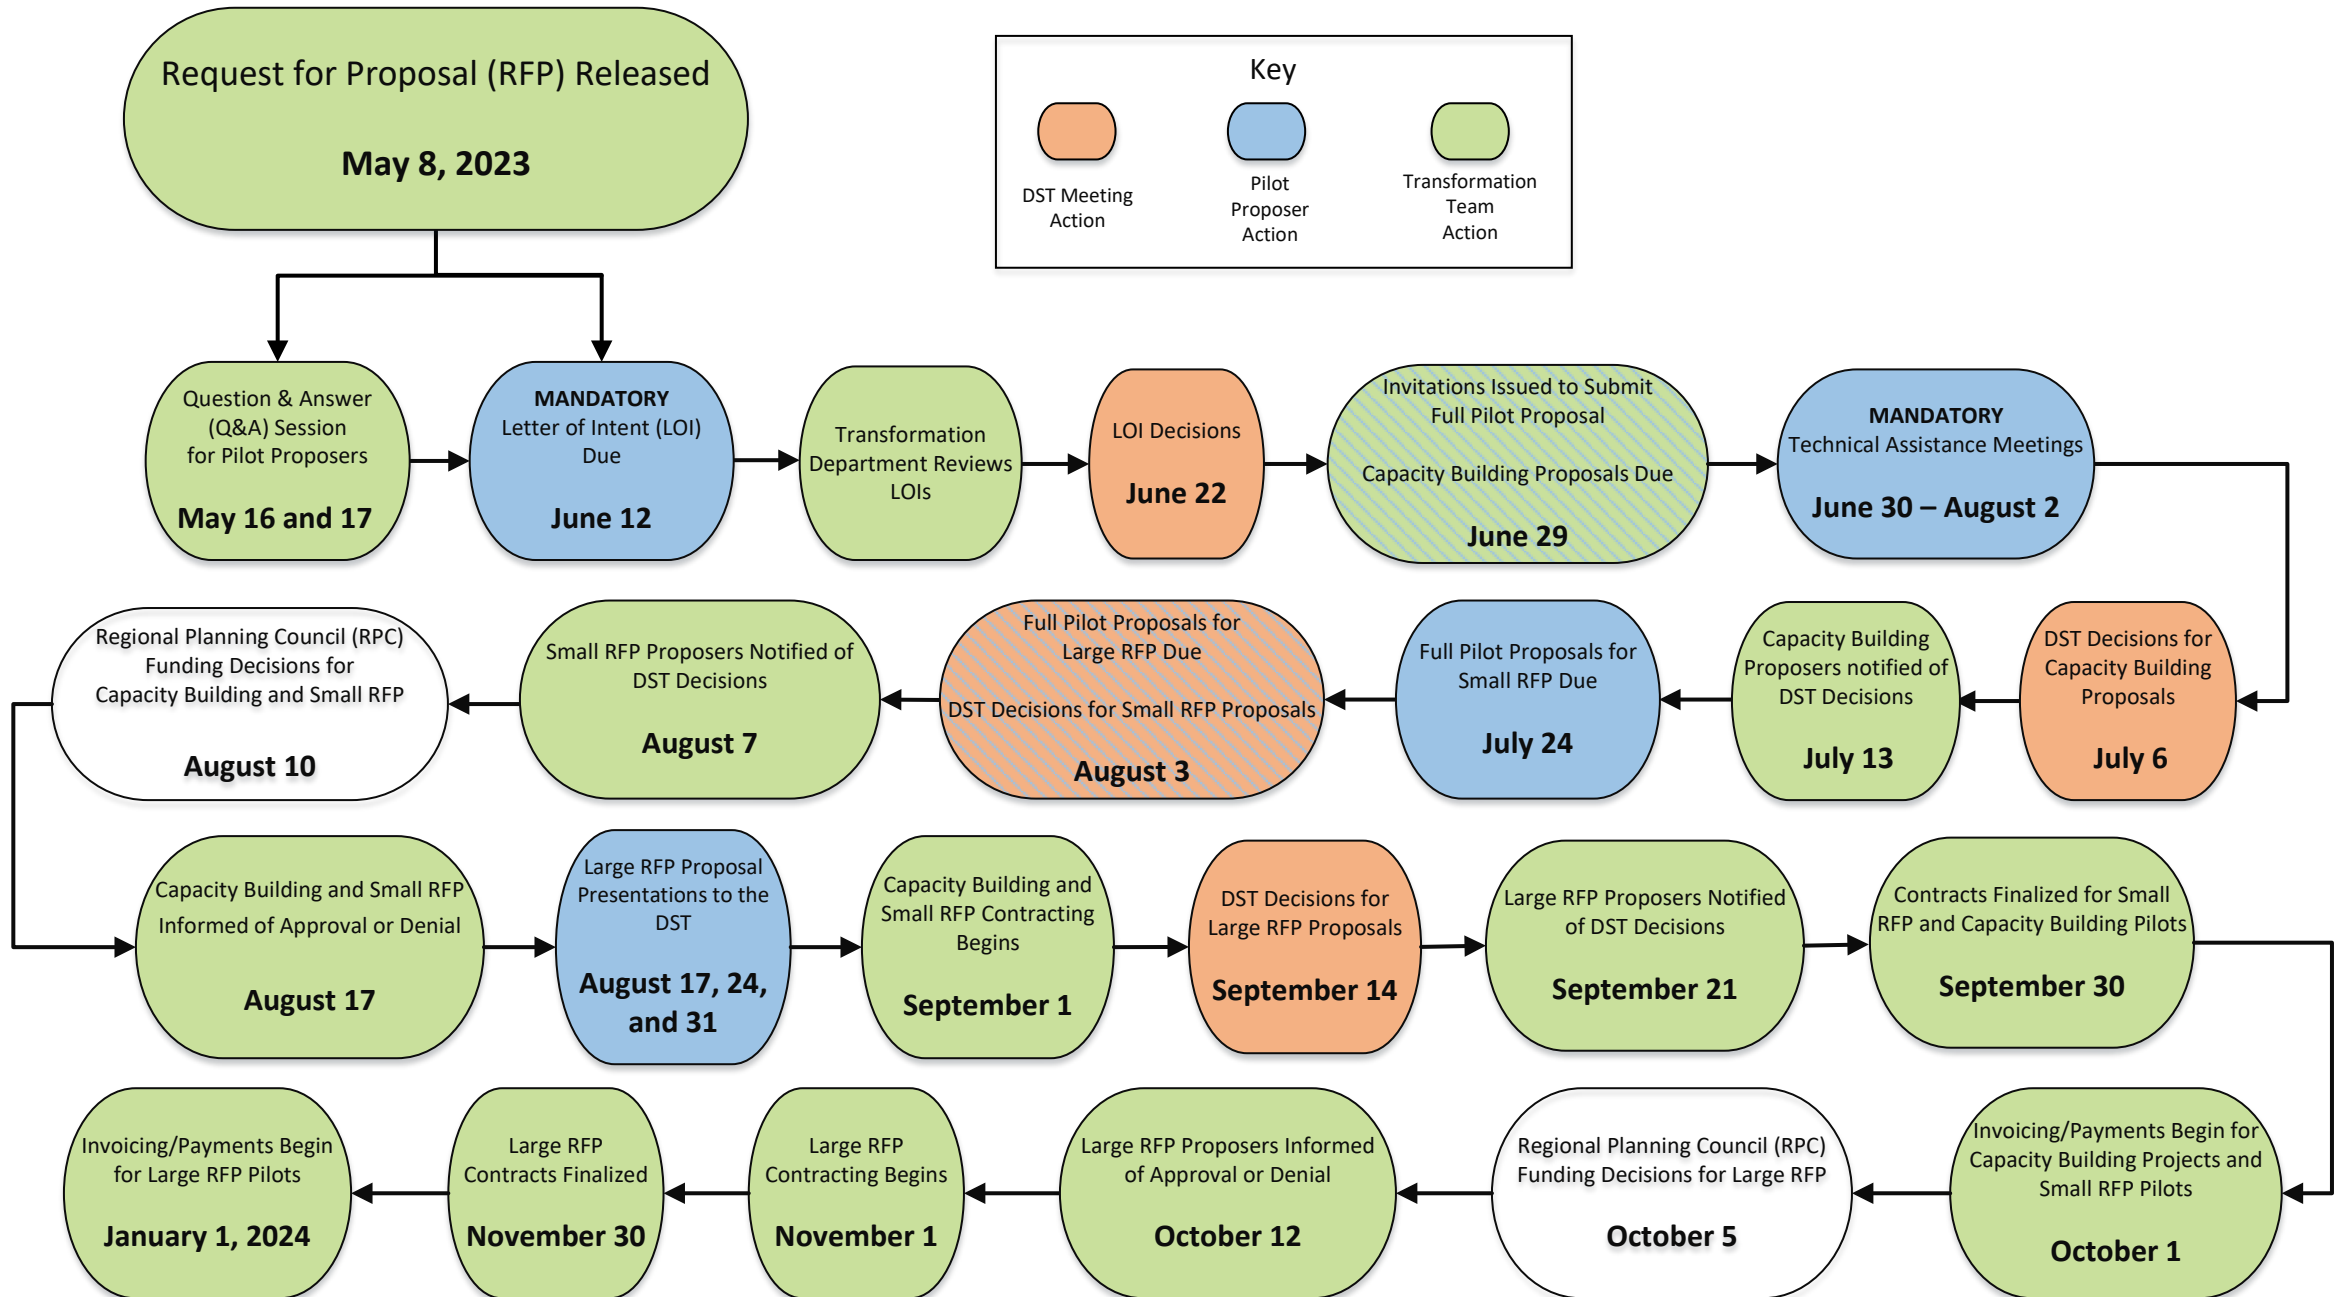 Request for Proposal (RFP) Released
May 8, 2023
Key
DST Meeting
Action
Pilot
Proposer
Action
Transformation
Team
Action
Question & Answer
(Q&A) Session
for Pilot Proposers
May 16 and 17
MANDATORY
Letter of Intent (LOI)
Due
June 12
Transformation
Department Reviews
LOIs
LOI Decisions
June 22
Invitations Issued to Submit
Full Pilot Proposal
Capacity Building Proposals Due
June 29
MANDATORY
Technical Assistance Meetings
June 30 – August 2
DST Decisions for
Capacity Building
Proposals
July 6
Capacity Building
Proposers notified of
DST Decisions
July 13
Full Pilot Proposals for
Small RFP Due
July 24
Full Pilot Proposals for
Large RFP Due
DST Decisions for Small RFP Proposals
August 3
Small RFP Proposers Notified of
DST Decisions
August 7
Regional Planning Council (RPC)
Funding Decisions for
Capacity Building and Small RFP
August 10
Capacity Building and Small RFP
Informed of Approval or Denial
August 17
Large RFP Proposal
Presentations to the
DST
August 17, 24,
and 31
Capacity Building and
Small RFP Contracting
Begins
September 1
DST Decisions for
Large RFP Proposals
September 14
Large RFP Proposers Notified
of DST Decisions
September 21
Contracts Finalized for Small
RFP and Capacity Building Pilots
September 30
Invoicing/Payments Begin for
Capacity Building Projects and
Small RFP Pilots
October 1
Regional Planning Council (RPC)
Funding Decisions for Large RFP
October 5
Large RFP Proposers Informed
of Approval or Denial
October 12
Large RFP
Contracting Begins
November 1
Large RFP
Contracts Finalized
November 30
Invoicing/Payments Begin
for Large RFP Pilots
January 1, 2024